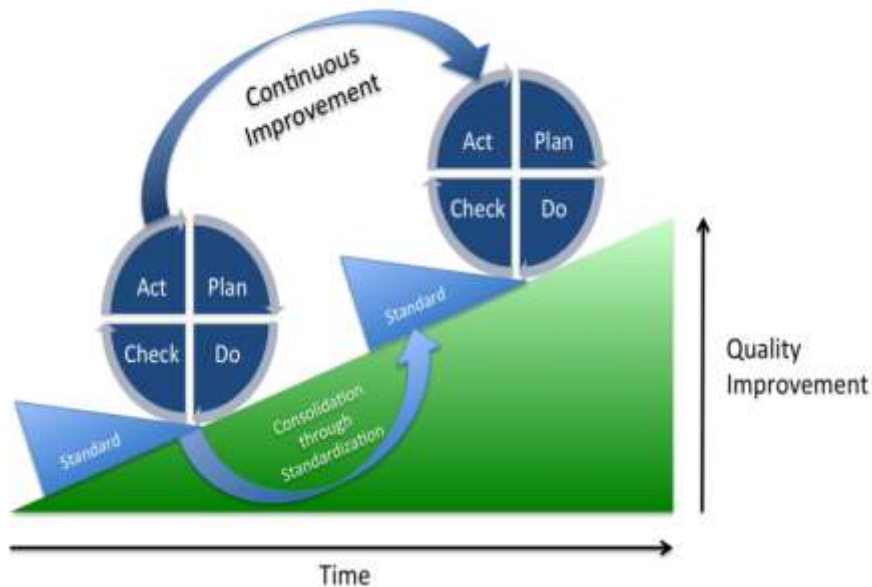 Continuous
Improvement
Act
Plan
Check
Do
Act
Plan
Check
Do
Standard
Standard
Consolidation
through
Standardization
Quality
Improvement
Time